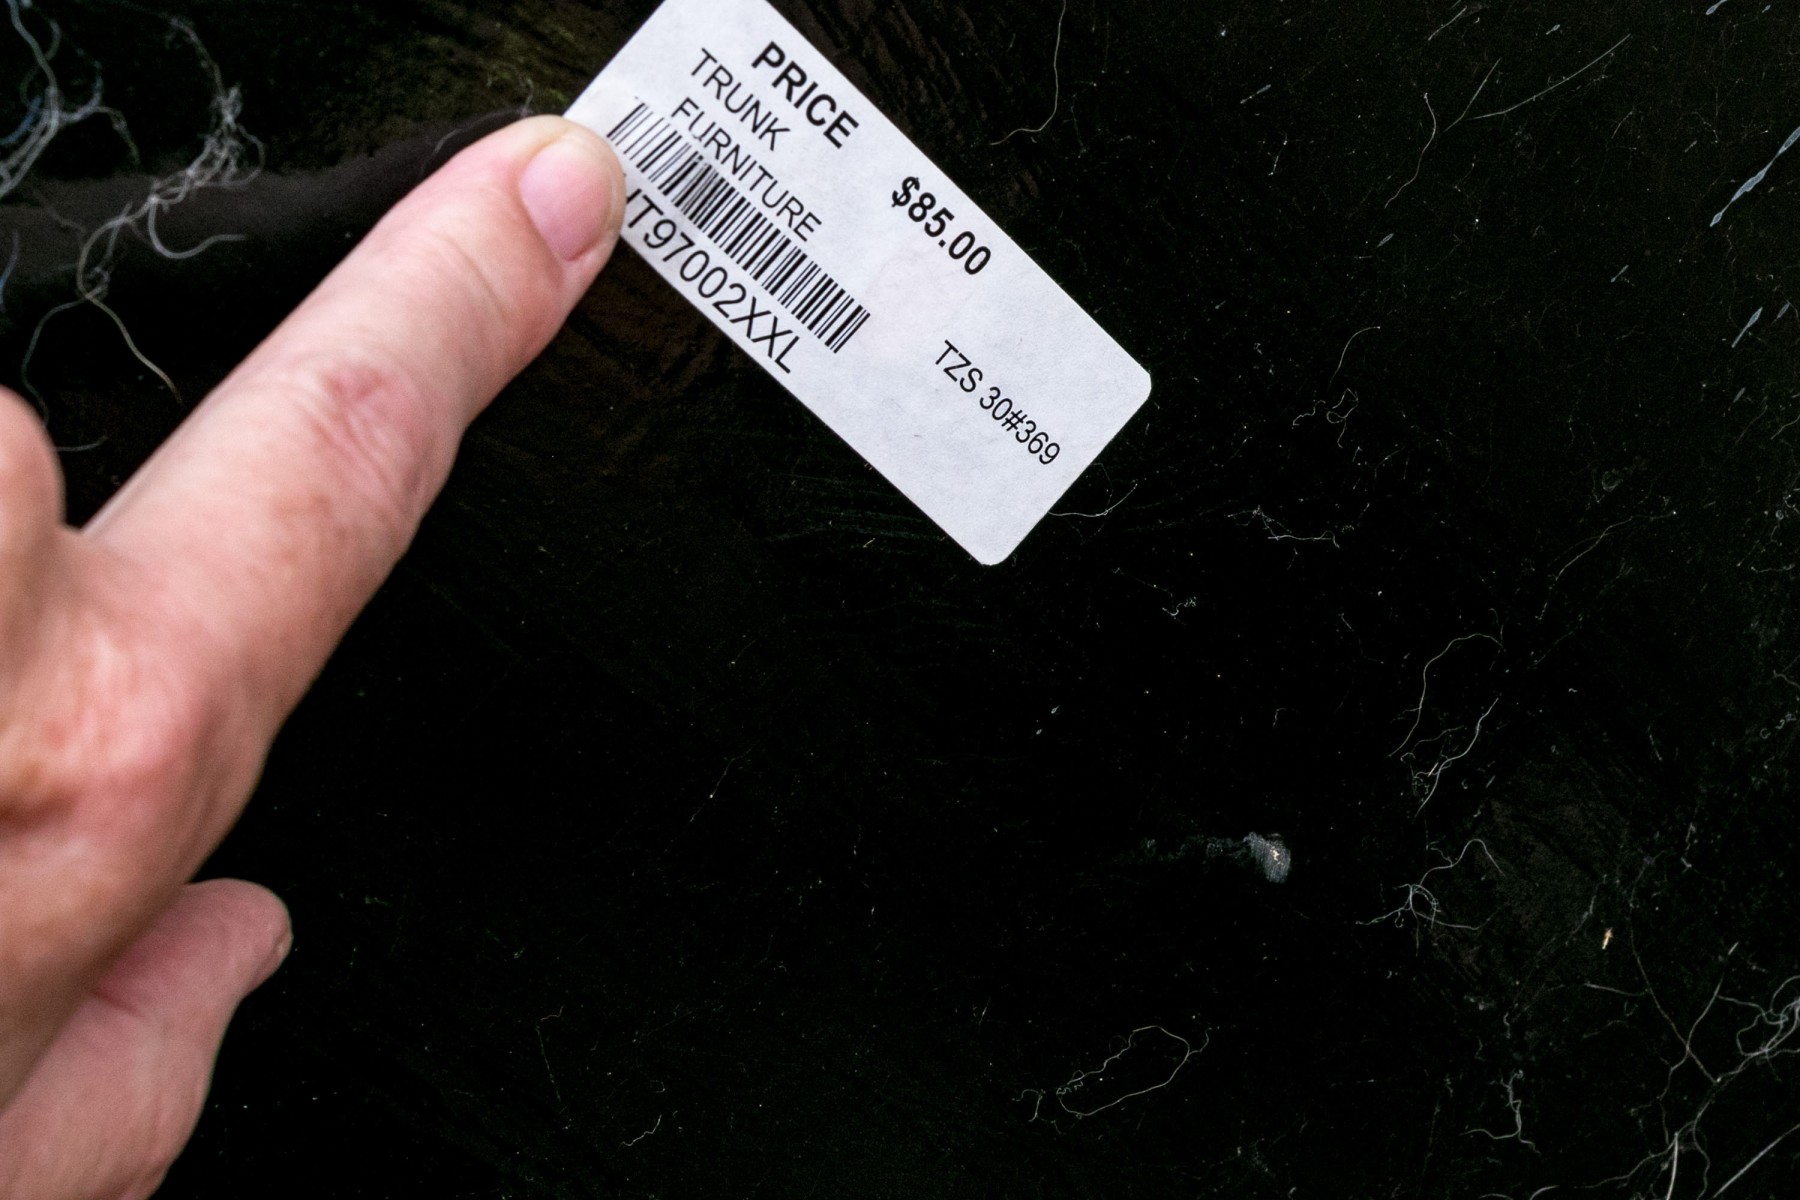 PRICE
TRUNK
FURNITURE
$85.00
T97002XXL
TZS 30#369